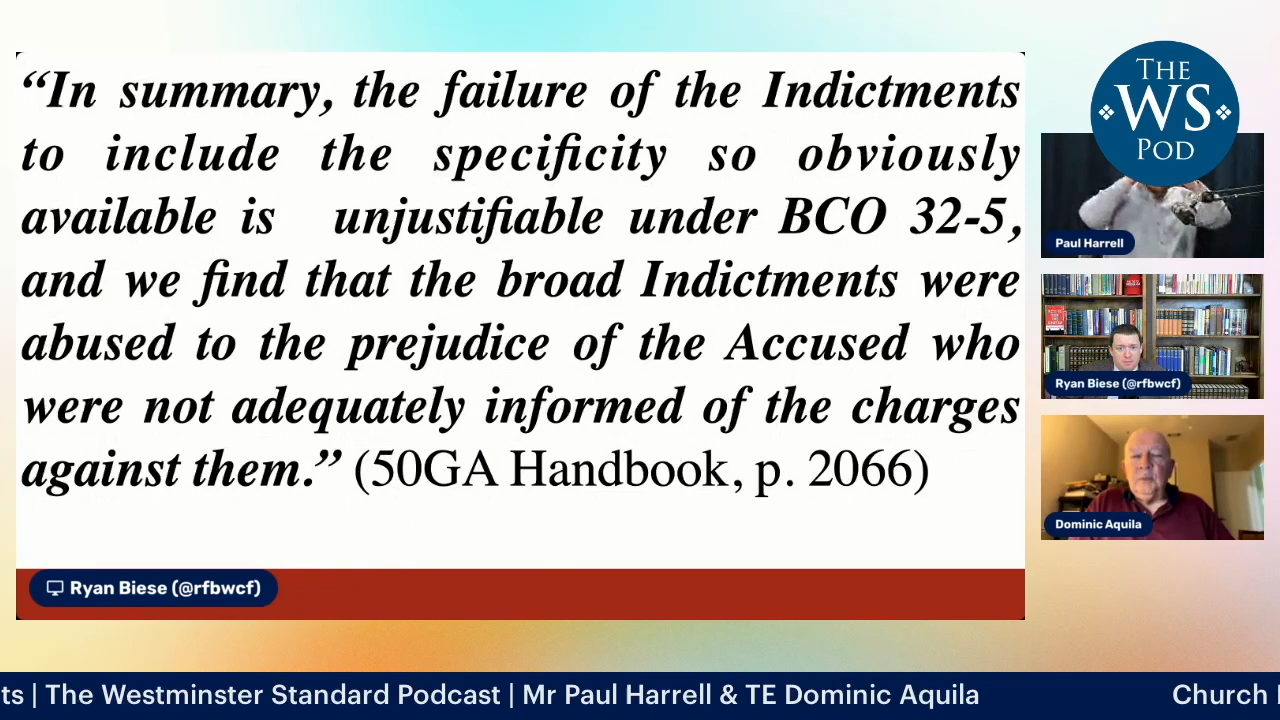 “In summary, the failure of the Indictments
to include the specificity so obviously
available is unjustifiable under BCO 32-5,
and we find that the broad Indictments were
abused to the prejudice of the Accused who
were not adequately informed of the charges
against them.” (50GA Handbook, p. 2066)
Ryan Biese (@rfbwcf)
THE
WS
POD
Paul Harrell
Ryan Biese (@rfbwcf)
Dominic Aquila
ts | The Westminster Standard Podcast | Mr Paul Harrell & TE Dominic Aquila Church